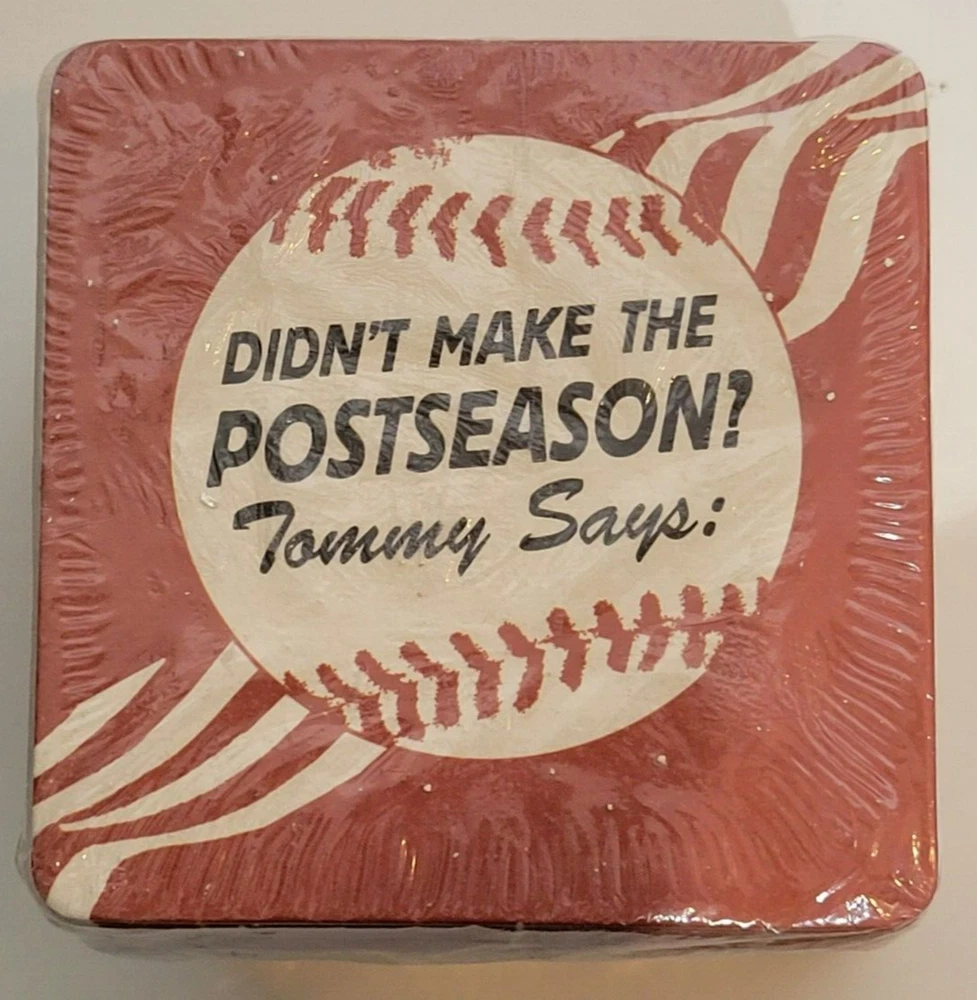 DIDN'T MAKE THE
POSTSEASON?
Tommy Says: